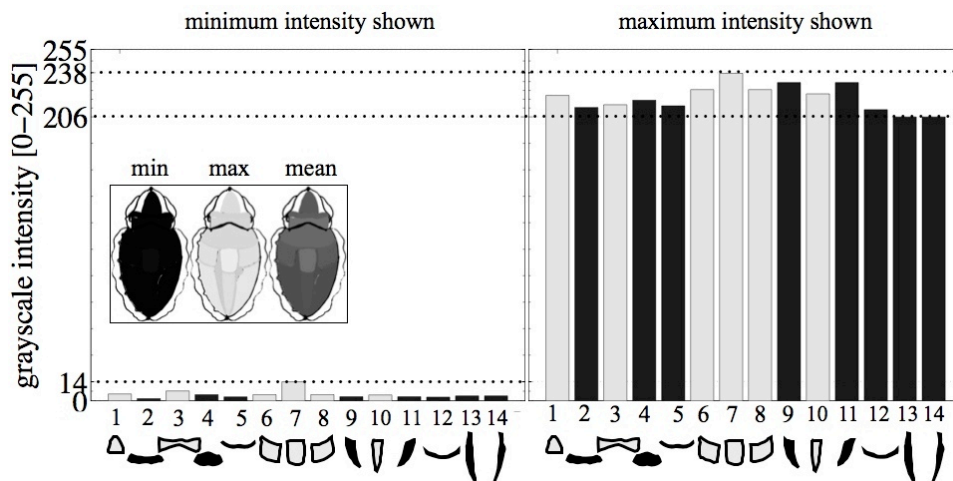 minimum intensity shown
maximum intensity shown
grayscale intensity [0–255]
255
238
206
14
0
min max mean
1 2 3 4 5 6 7 8 9 10 11 12 13 14
1 2 3 4 5 6 7 8 9 10 11 12 13 14